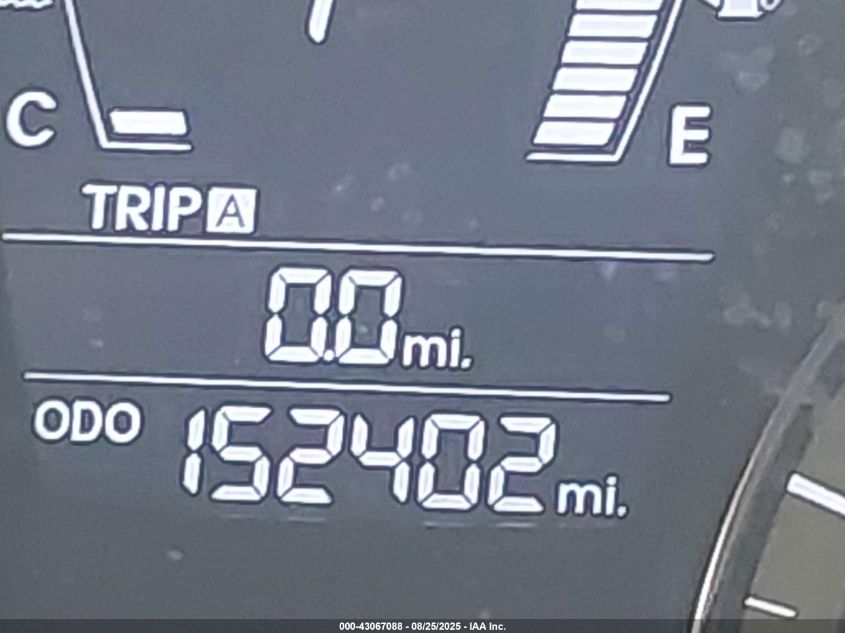 C
E
TRIP A
0.0 mi.
ODO 152402 mi.
000-43067088 - 08/25/2025 - IAA Inc.